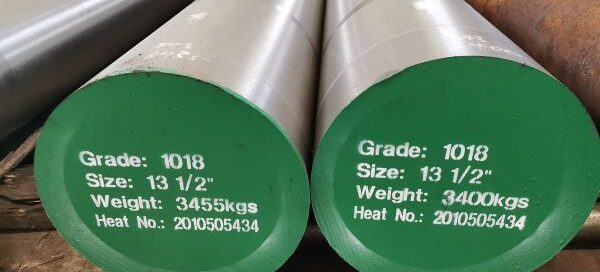 Grade: 1018
Size: 13 1/2"
Weight: 3455kgs
Heat No.: 2010505434
Grade: 1018
Size: 13 1/2"
Weight: 3400kgs
Heat No.: 2010505434